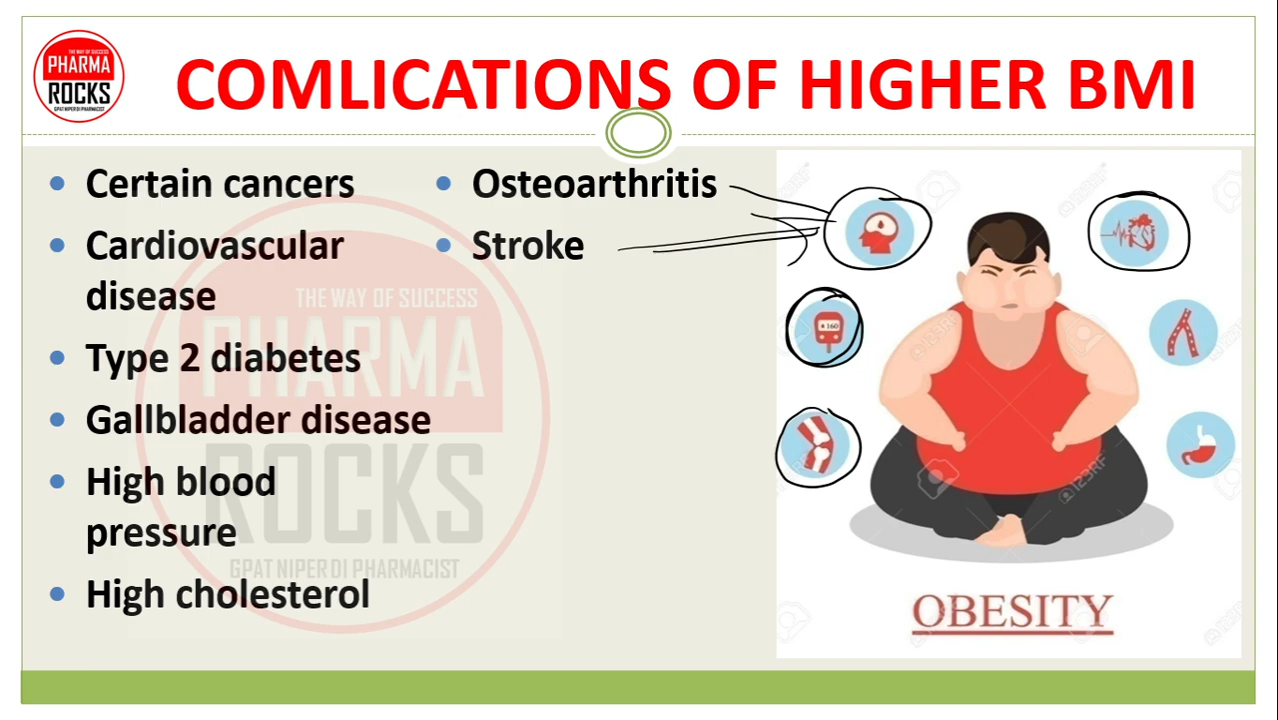 THE WAY OF SUCCESS
PHARMA
ROCKS
GPAT NIPER DI PHARMACIST
COMLICATIONS OF HIGHER BMI
• Certain cancers
• Cardiovascular
disease
• Type 2 diabetes
• Gallbladder disease
• High blood
pressure
• High cholesterol
• Osteoarthritis
• Stroke
THE WAY OF SUCCESS
PHARMA
ROCKS
GPAT NIPER DI PHARMACIST
160
123RF
123RF
OBESITY